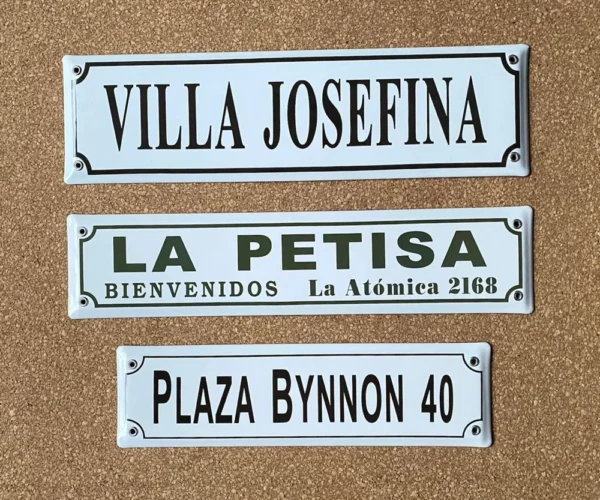 VILLA JOSEFINA
LA PETISA
BIENVENIDOS La Atómica 2168
PLAZA BYNNON 40